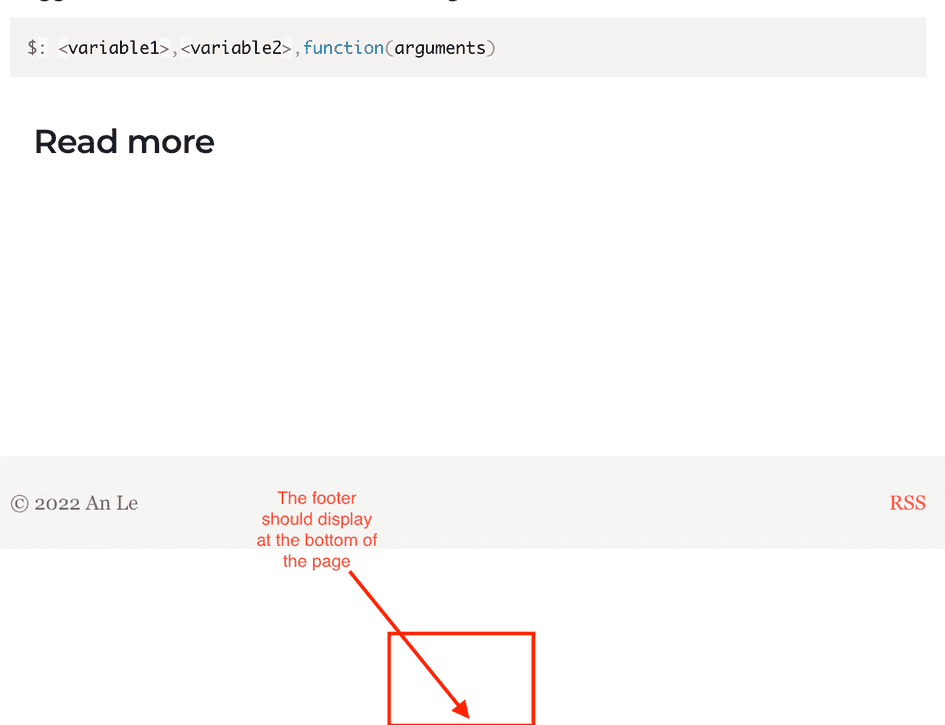 $: <variable1>,<variable2>,function(arguments)
Read more
© 2022 An Le
The footer
should display
at the bottom of
the page
RSS